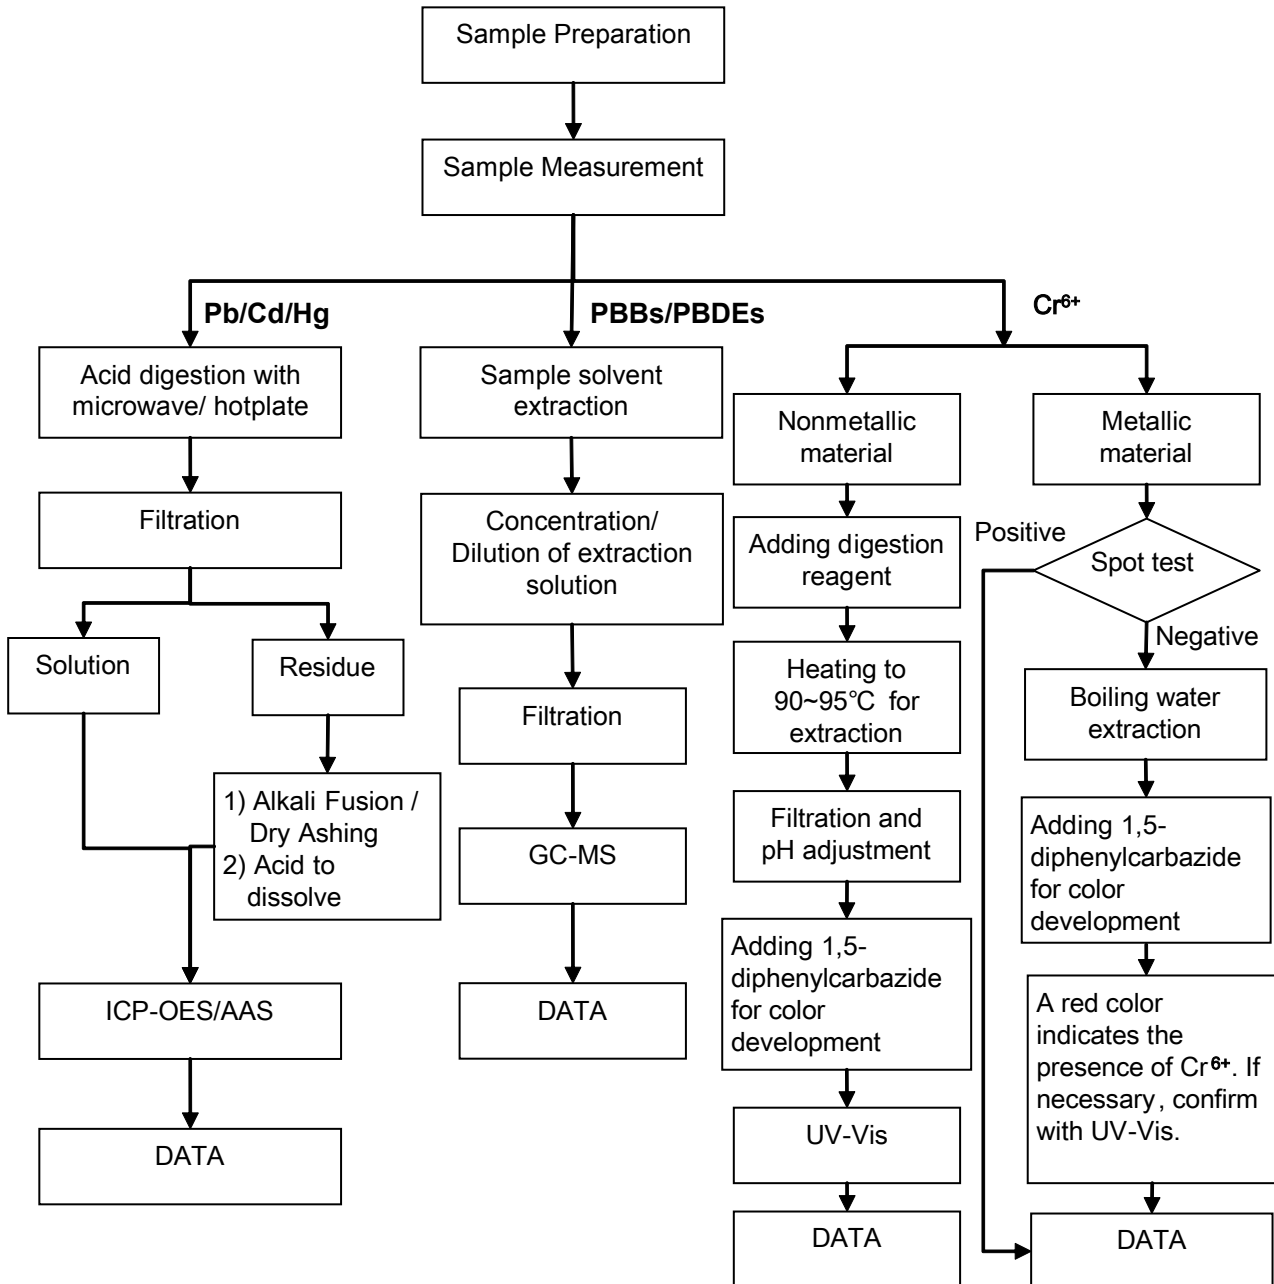 Sample Preparation
Sample Measurement
Pb/Cd/Hg
PBBs/PBDEs
Cr6+
Acid digestion with
microwave/ hotplate
Filtration
Solution
Residue
1) Alkali Fusion /
Dry Ashing
2) Acid to
dissolve
ICP-OES/AAS
DATA
Sample solvent
extraction
Concentration/
Dilution of extraction
solution
Filtration
GC-MS
DATA
Nonmetallic
material
Adding digestion
reagent
Heating to
90~95℃ for
extraction
Filtration and
pH adjustment
Adding 1,5-
diphenylcarbazide
for color
development
UV-Vis
DATA
Metallic
material
Positive
Spot test
Negative
Boiling water
extraction
Adding 1,5-
diphenylcarbazide
for color
development
A red color
indicates the
presence of Cr6+. If
necessary, confirm
with UV-Vis.
DATA